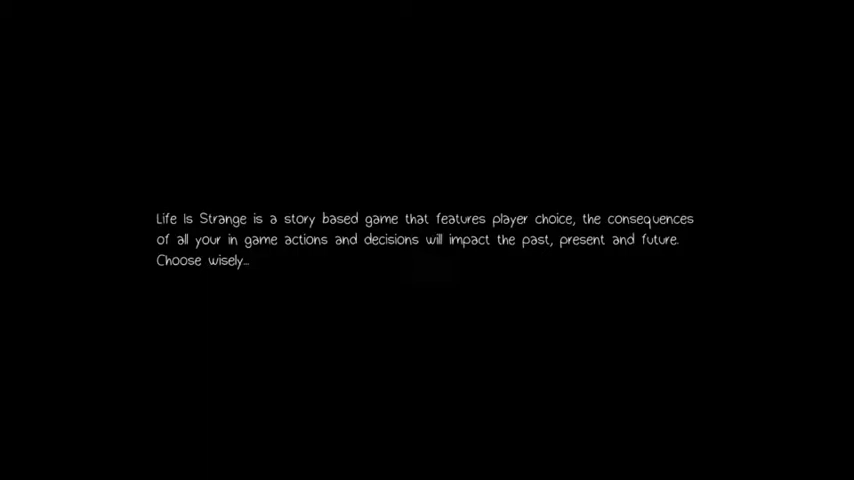 Life Is Strange is a story based game that features player choice, the consequences
of all your in game actions and decisions will impact the past, present and future.
Choose wisely...